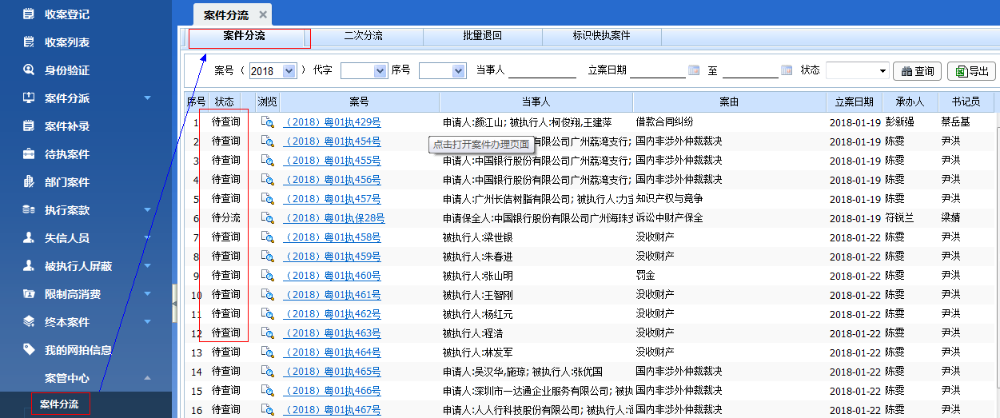 收案登记
收案列表
身份验证
案件分派
案件补录
待执案件
部门案件
执行案款
失信人员
被执行人屏蔽
限制高消费
终本案件
我的网拍信息
案管中心
案件分流
案件分流
案件分流 二次分流 批量退回 标识快执案件
案号 （ 2018 ） 代字 序号 当事人 立案日期 至 状态 查询 导出
序号 状态 浏览 案号 当事人 案由 立案日期 承办人 书记员
1 待查询 （2018）粤01执429号 申请人:颜江山; 被执行人:柯俊翔,王建萍 借款合同纠纷 2018-01-19 彭新强 蔡岳基
2 待查询 （2018）粤01执454号 点击打开案件办理页面 有限公司广州荔湾支行; 国内非涉外仲裁裁决 2018-01-19 陈雯 尹洪
3 待查询 （2018）粤01执455号 申请人:中国银行股份有限公司广州荔湾支行; 国内非涉外仲裁裁决 2018-01-19 陈雯 尹洪
4 待查询 （2018）粤01执456号 申请人:中国银行股份有限公司广州荔湾支行; 国内非涉外仲裁裁决 2018-01-19 陈雯 尹洪
5 待查询 （2018）粤01执457号 申请人:广州长信树脂有限公司; 被执行人:力宝 知识产权与竞争 2018-01-19 陈雯 尹洪
6 待分流 （2018）粤01执保28号 申请保全人:中国银行股份有限公司广州海珠支 诉讼中财产保全 2018-01-19 符锐兰 梁婧
7 待查询 （2018）粤01执458号 被执行人:梁世银 没收财产 2018-01-22 陈雯 尹洪
8 待查询 （2018）粤01执459号 被执行人:朱春进 没收财产 2018-01-22 陈雯 尹洪
9 待查询 （2018）粤01执460号 被执行人:张山明 罚金 2018-01-22 陈雯 尹洪
10 待查询 （2018）粤01执461号 被执行人:王智刚 没收财产 2018-01-22 陈雯 尹洪
11 待查询 （2018）粤01执462号 被执行人:杨红元 没收财产 2018-01-22 陈雯 尹洪
12 待查询 （2018）粤01执463号 被执行人:程浩 没收财产 2018-01-22 陈雯 尹洪
13 待查询 （2018）粤01执464号 被执行人:林发军 没收财产 2018-01-22 陈雯 尹洪
14 待查询 （2018）粤01执465号 申请人:吴汉华,施琼; 被执行人:张优国 国内非涉外仲裁裁决 2018-01-22 陈雯 尹洪
15 待查询 （2018）粤01执466号 申请人:深圳市一达通企业服务有限公司; 被执 国内非涉外仲裁裁决 2018-01-22 陈雯 尹洪
16 待查询 （2018）粤01执467号 申请人:人人行科技股份有限公司; 被执行人: 国内非涉外仲裁裁决 2018-01-22 陈雯 尹洪